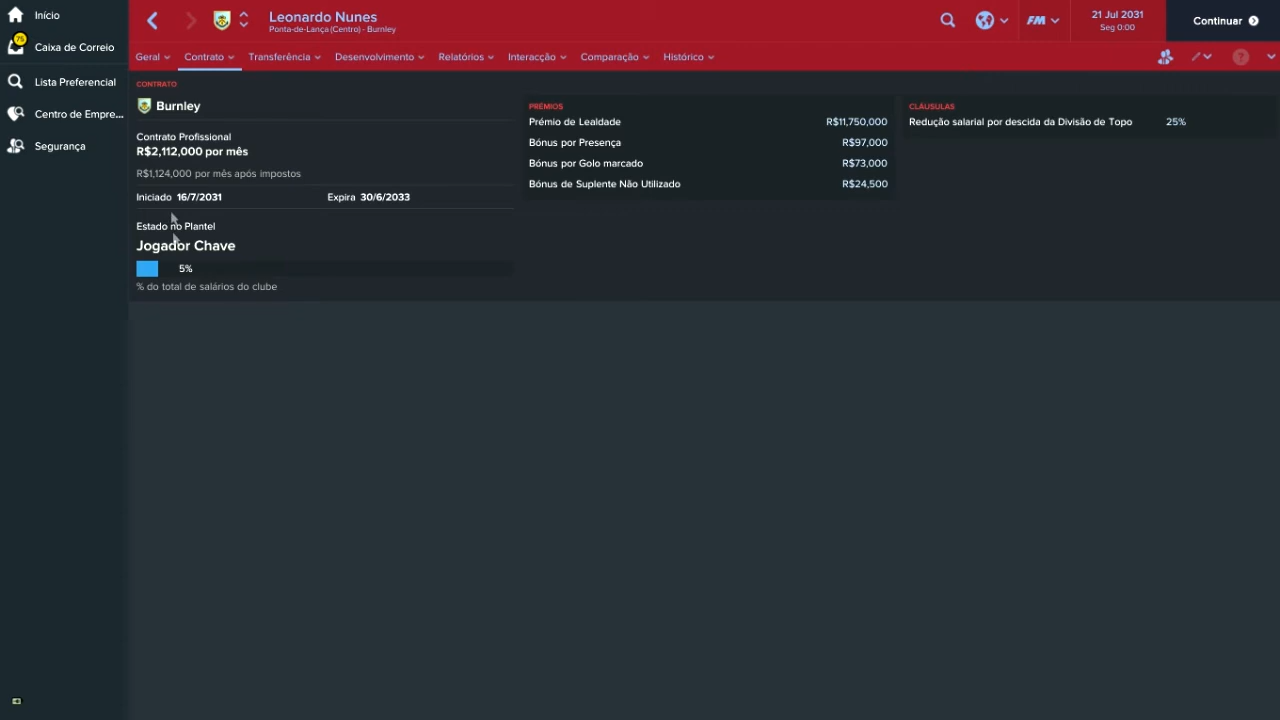 Início
75
Caixa de Correio
Lista Preferencial
Centro de Empre...
Segurança
Leonardo Nunes
Ponta-de-Lança (Centro) - Burnley
FM
21 Jul 2031
Seg 0:00
Continuar
Geral
Contrato
Transferência
Desenvolvimento
Relatórios
Interacção
Comparação
Histórico
?
CONTRATO
Burnley
Contrato Profissional
R$2,112,000 por mês
R$1,124,000 por mês após impostos
Iniciado 16/7/2031 Expira 30/6/2033
Estado no Plantel
Jogador Chave
5%
% do total de salários do clube
PRÉMIOS
Prémio de Lealdade R$11,750,000
Bónus por Presença R$97,000
Bónus por Golo marcado R$73,000
Bónus de Suplente Não Utilizado R$24,500
CLÁUSULAS
Redução salarial por descida da Divisão de Topo 25%